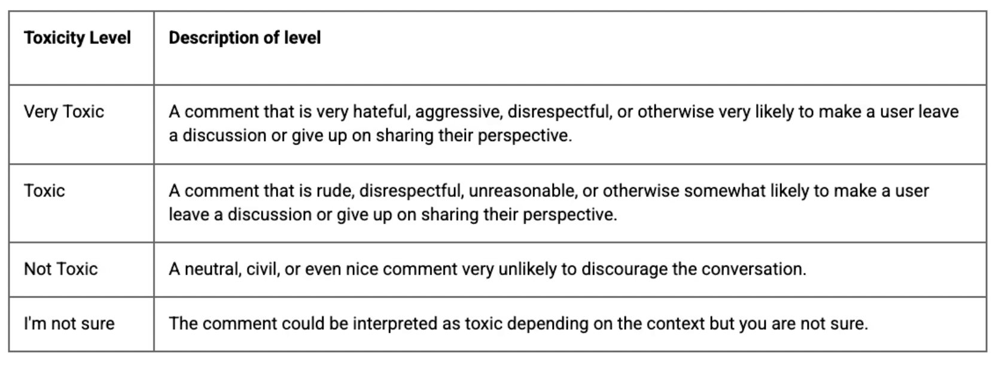 Toxicity Level
Description of level
Very Toxic
A comment that is very hateful, aggressive, disrespectful, or otherwise very likely to make a user leave
a discussion or give up on sharing their perspective.
Toxic
A comment that is rude, disrespectful, unreasonable, or otherwise somewhat likely to make a user
leave a discussion or give up on sharing their perspective.
Not Toxic
A neutral, civil, or even nice comment very unlikely to discourage the conversation.
I'm not sure
The comment could be interpreted as toxic depending on the context but you are not sure.